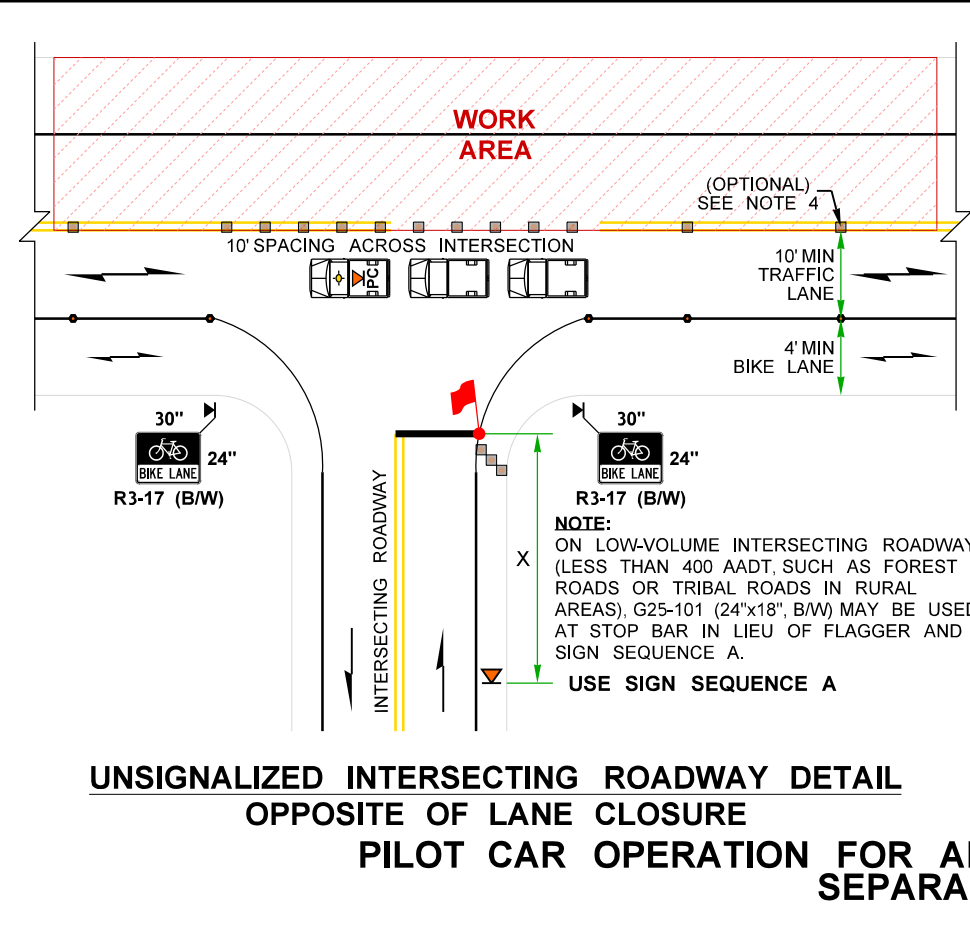 WORK
AREA
(OPTIONAL)
SEE NOTE 4
10' SPACING ACROSS INTERSECTION
PC
10' MIN
TRAFFIC
LANE
4' MIN
BIKE LANE
30"
BIKE LANE
24"
R3-17 (B/W)
30"
BIKE LANE
24"
R3-17 (B/W)
INTERSECTING ROADWAY
X
NOTE:
ON LOW-VOLUME INTERSECTING ROADWAY
(LESS THAN 400 AADT, SUCH AS FOREST
ROADS OR TRIBAL ROADS IN RURAL
AREAS), G25-101 (24"x18", B/W) MAY BE USED
AT STOP BAR IN LIEU OF FLAGGER AND
SIGN SEQUENCE A.
USE SIGN SEQUENCE A
UNSIGNALIZED INTERSECTING ROADWAY DETAIL
OPPOSITE OF LANE CLOSURE
PILOT CAR OPERATION FOR